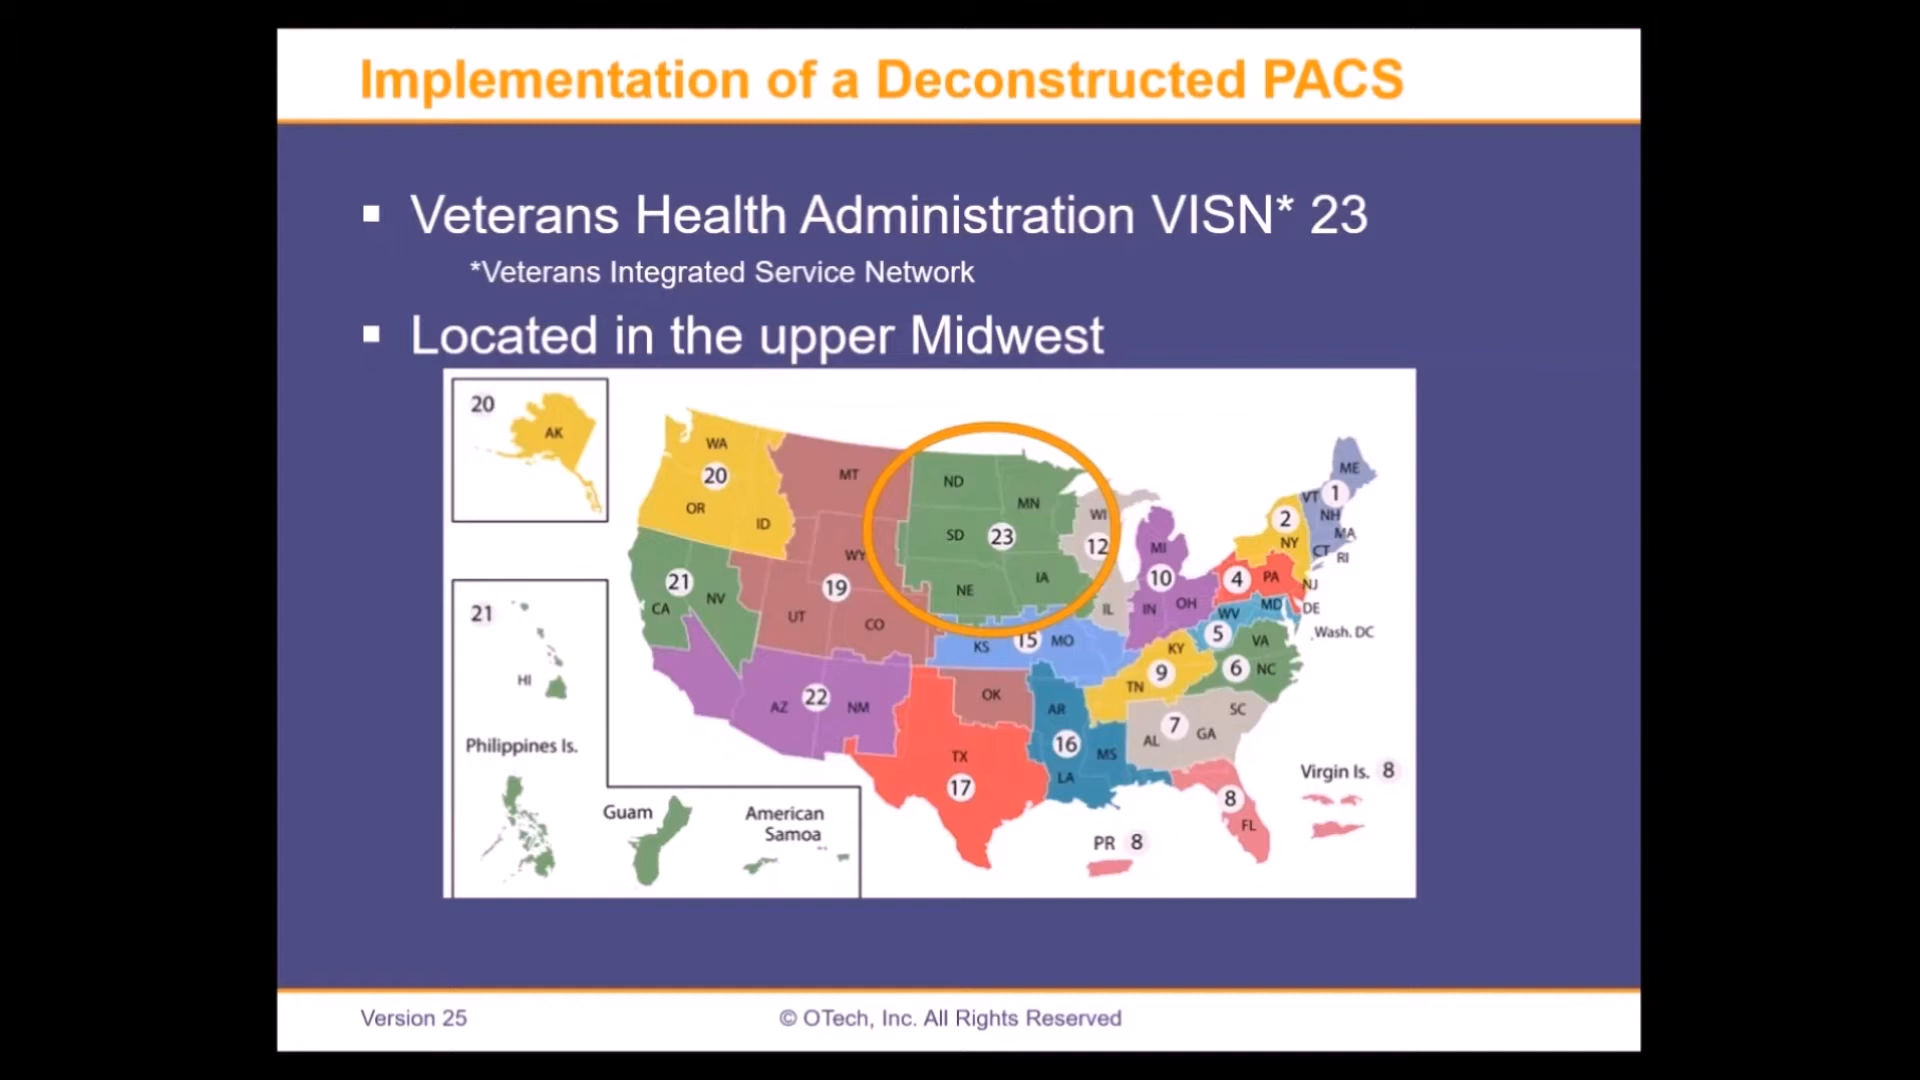 Implementation of a Deconstructed PACS
▪ Veterans Health Administration VISN* 23
*Veterans Integrated Service Network
▪ Located in the upper Midwest
20
AK
WA
20
OR
ID
MT
WY
19
UT
CO
ND
MN
SD
23
NE
IA
WI
12
IL
MI
10
IN
OH
ME
VT
1
NH
MA
CT
RI
2
NY
4
PA
NJ
MD
DE
WV
Wash. DC
5
VA
6
NC
21
CA
NV
KS
15
MO
KY
9
TN
22
AZ
NM
OK
AR
16
MS
LA
SC
7
GA
AL
TX
17
8
FL
Virgin Is. 8
PR 8
21
HI
Philippines Is.
Guam
American
Samoa
Version 25
© OTech, Inc. All Rights Reserved